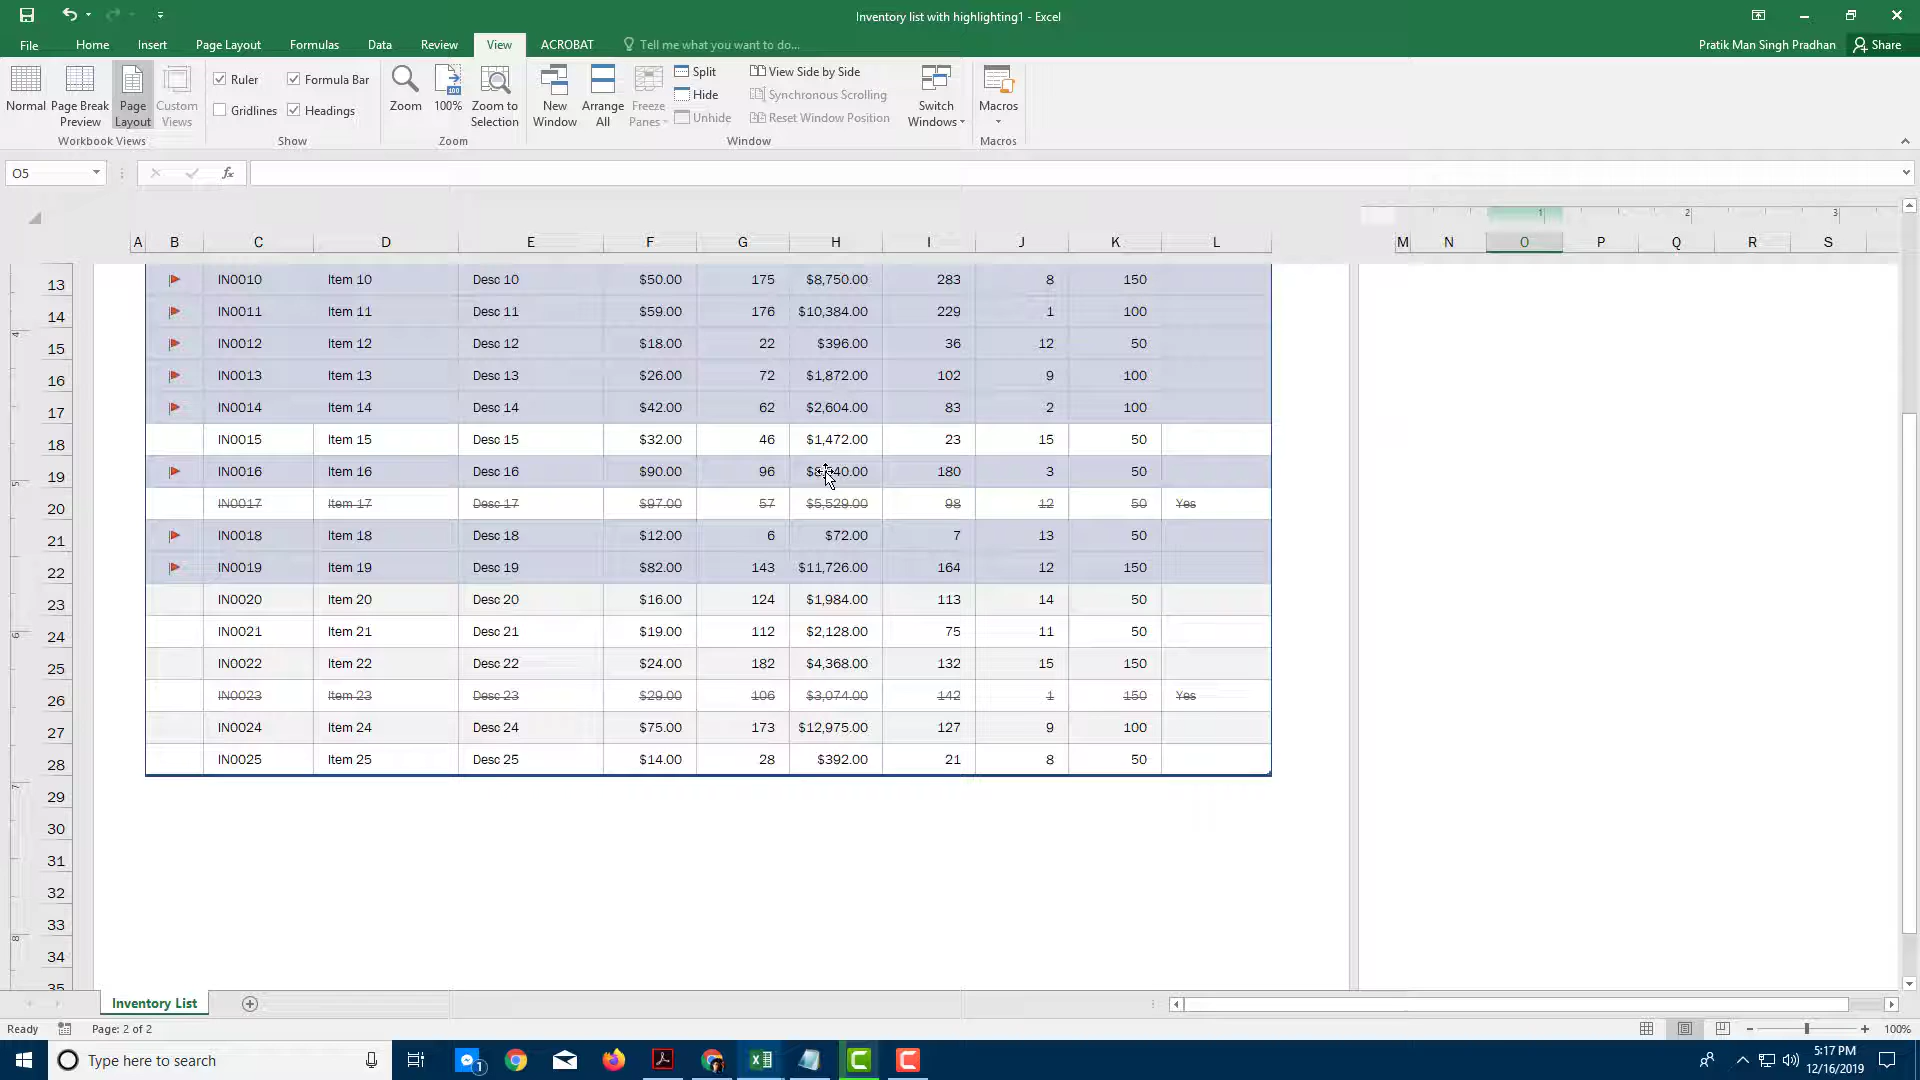 Inventory list with highlighting1 - Excel
File Home Insert Page Layout Formulas Data Review View ACROBAT Tell me what you want to do... Pratik Man Singh Pradhan Share
Normal Page Break Preview Page Layout Custom Views
Workbook Views
Ruler Formula Bar
Gridlines Headings
Show
Zoom 100% Zoom to Selection
Zoom
New Window Arrange All Freeze Panes
Split
Hide
Unhide
View Side by Side
Synchronous Scrolling
Reset Window Position
Switch Windows
Window
Macros
Macros
O5 fx
1 2 3
A B C D E F G H I J K L M N O P Q R S
13 IN0010 Item 10 Desc 10 $50.00 175 $8,750.00 283 8 150
14 IN0011 Item 11 Desc 11 $59.00 176 $10,384.00 229 1 100
15 IN0012 Item 12 Desc 12 $18.00 22 $396.00 36 12 50
16 IN0013 Item 13 Desc 13 $26.00 72 $1,872.00 102 9 100
17 IN0014 Item 14 Desc 14 $42.00 62 $2,604.00 83 2 100
18 IN0015 Item 15 Desc 15 $32.00 46 $1,472.00 23 15 50
19 IN0016 Item 16 Desc 16 $90.00 96 180 3 50
20 IN0017 Item 17 Desc 17 $97.00 57 $5,529.00 98 12 50 Yes
21 IN0018 Item 18 Desc 18 $12.00 6 $72.00 7 13 50
22 IN0019 Item 19 Desc 19 $82.00 143 $11,726.00 164 12 150
23 IN0020 Item 20 Desc 20 $16.00 124 $1,984.00 113 14 50
24 IN0021 Item 21 Desc 21 $19.00 112 $2,128.00 75 11 50
25 IN0022 Item 22 Desc 22 $24.00 182 $4,368.00 132 15 150
26 IN0023 Item 23 Desc 23 $29.00 106 $3,074.00 142 1 150 Yes
27 IN0024 Item 24 Desc 24 $75.00 173 $12,975.00 127 9 100
28 IN0025 Item 25 Desc 25 $14.00 28 $392.00 21 8 50
29
30
31
32
33
34
35
4
5
6
7
8
Inventory List
Ready Page: 2 of 2 100%
Type here to search
1
5:17 PM
12/16/2019